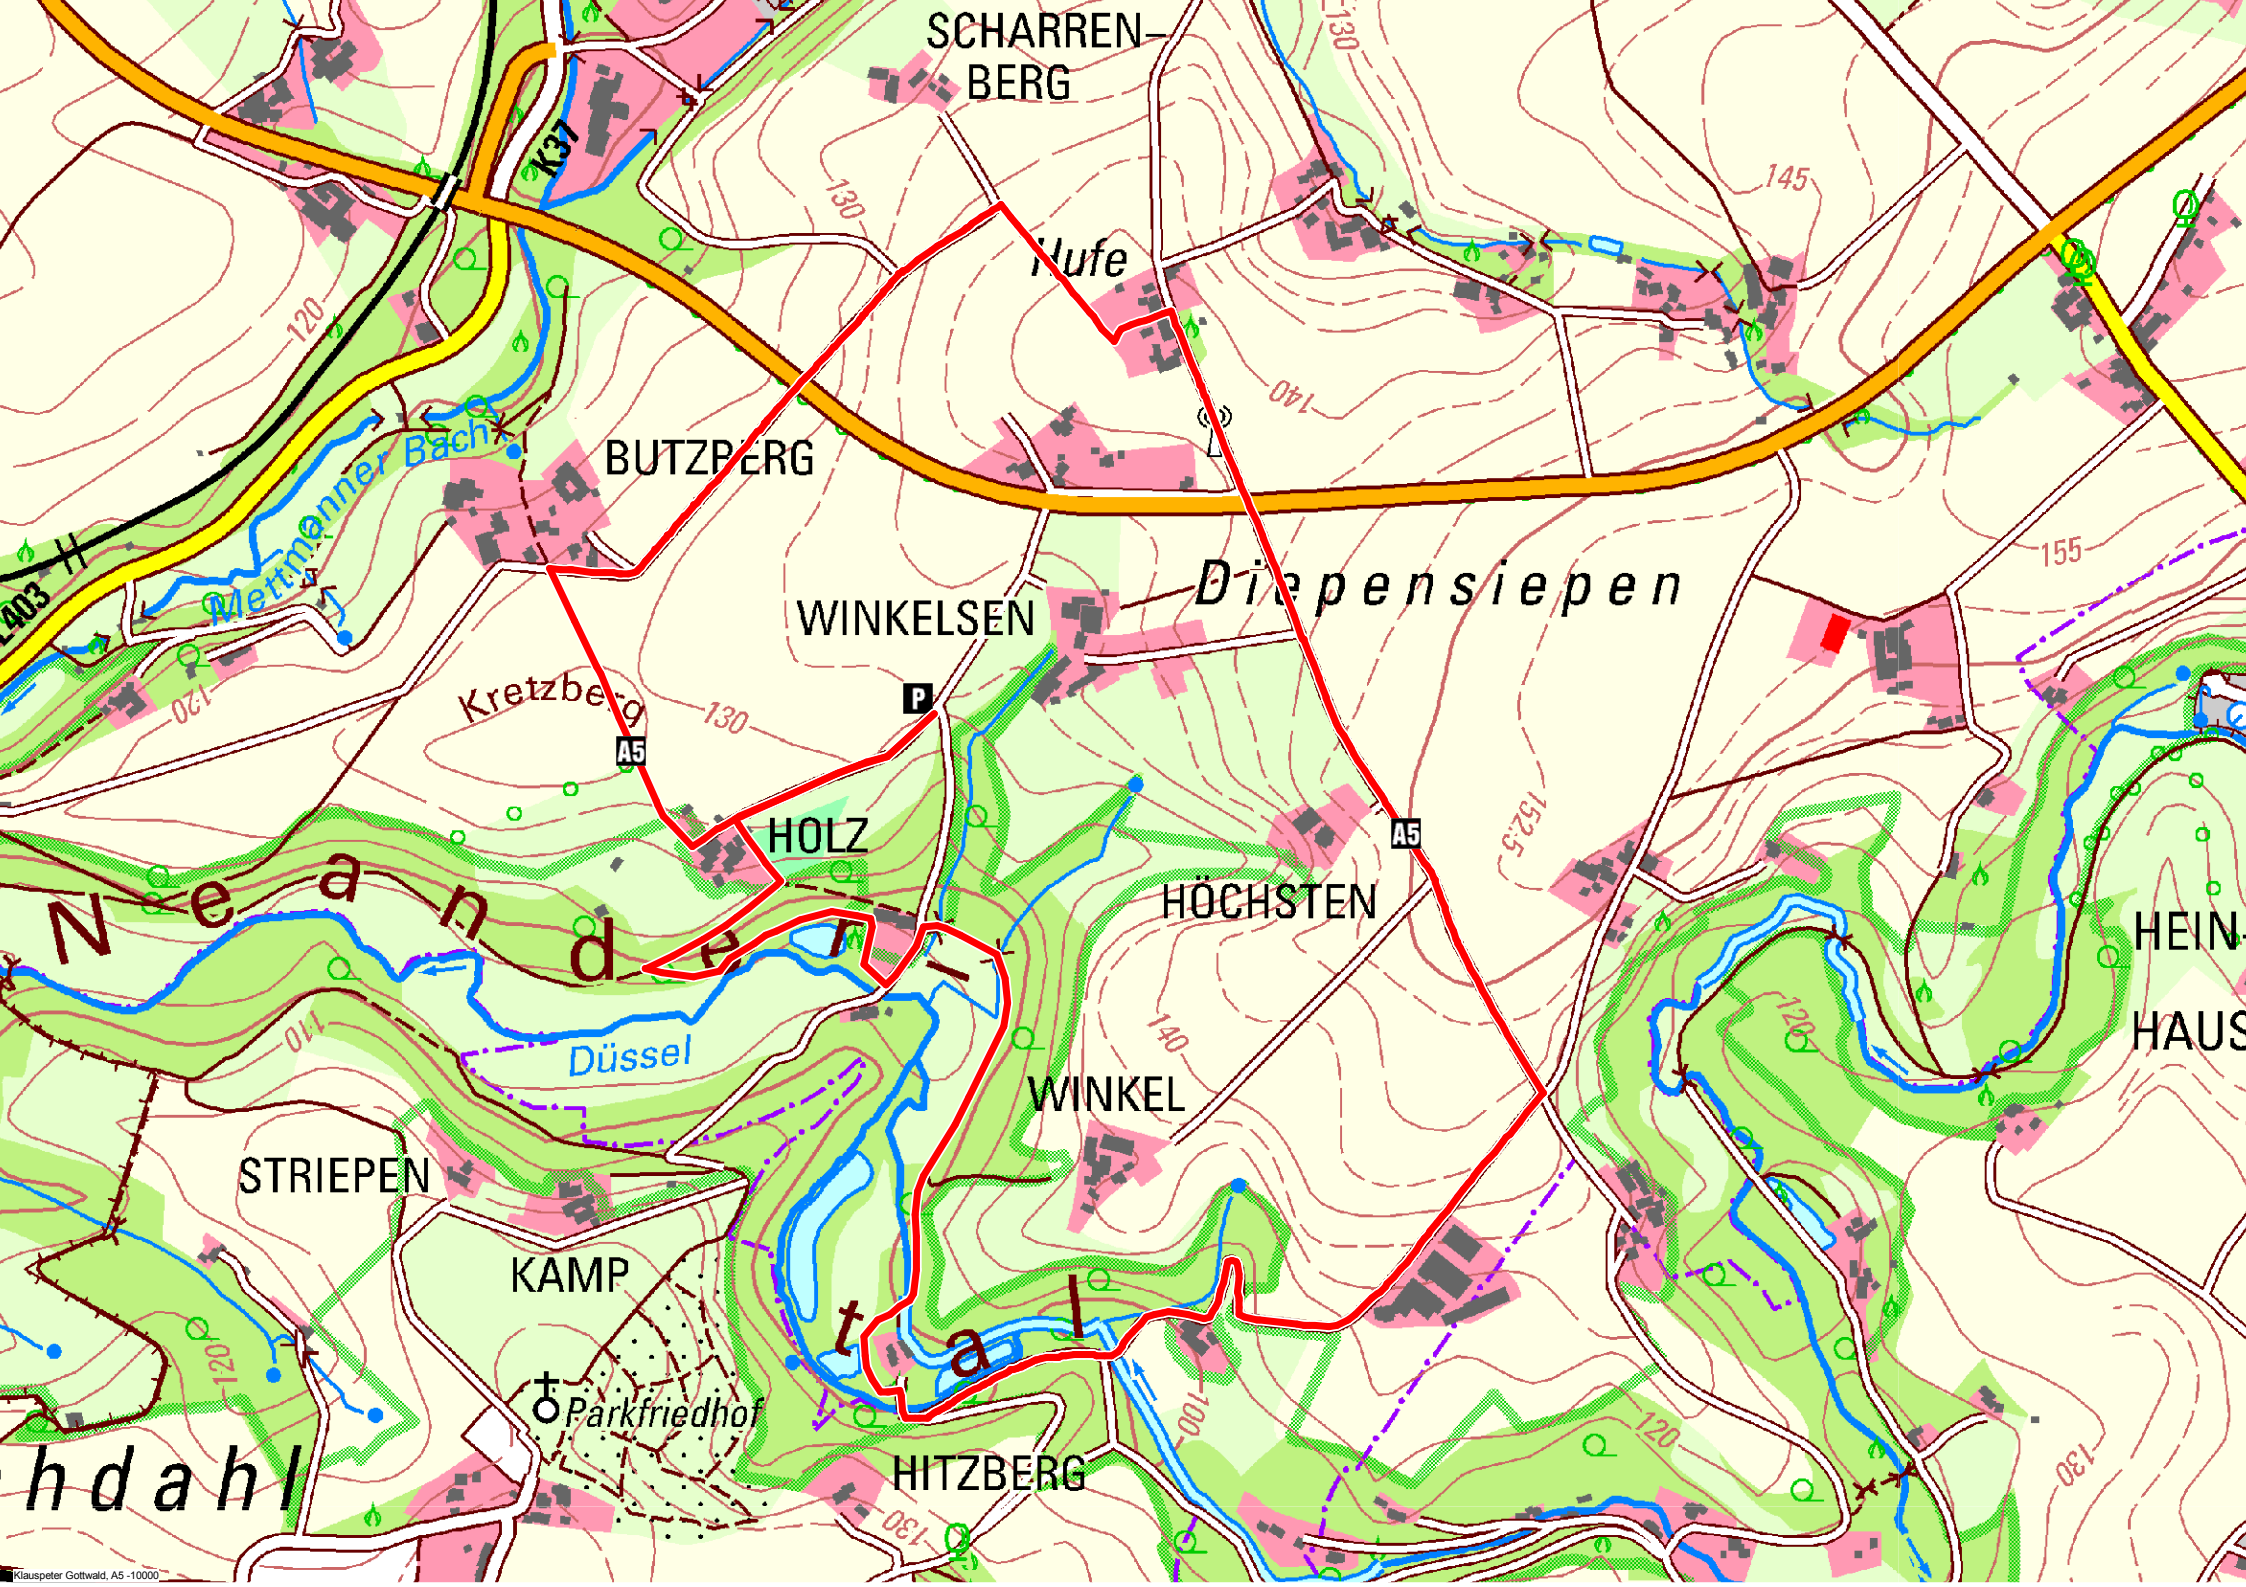 SCHARREN-
BERG
130
K37
145
130
Hufe
120
140
BUTZBERG
Mettmanner Bach
155
Diepensiepen
L403
WINKELSEN
Kretzberg
120
P
130
A5
152.5
HOLZ
A5
HÖCHSTEN
Neandertal
HEIN-
HAUS
120
110
140
Düssel
WINKEL
STRIEPEN
KAMP
120
Parkfriedhof
100
120
HITZBERG
hdahl
130
130
Klauspeter Gottwald, A5 -10000